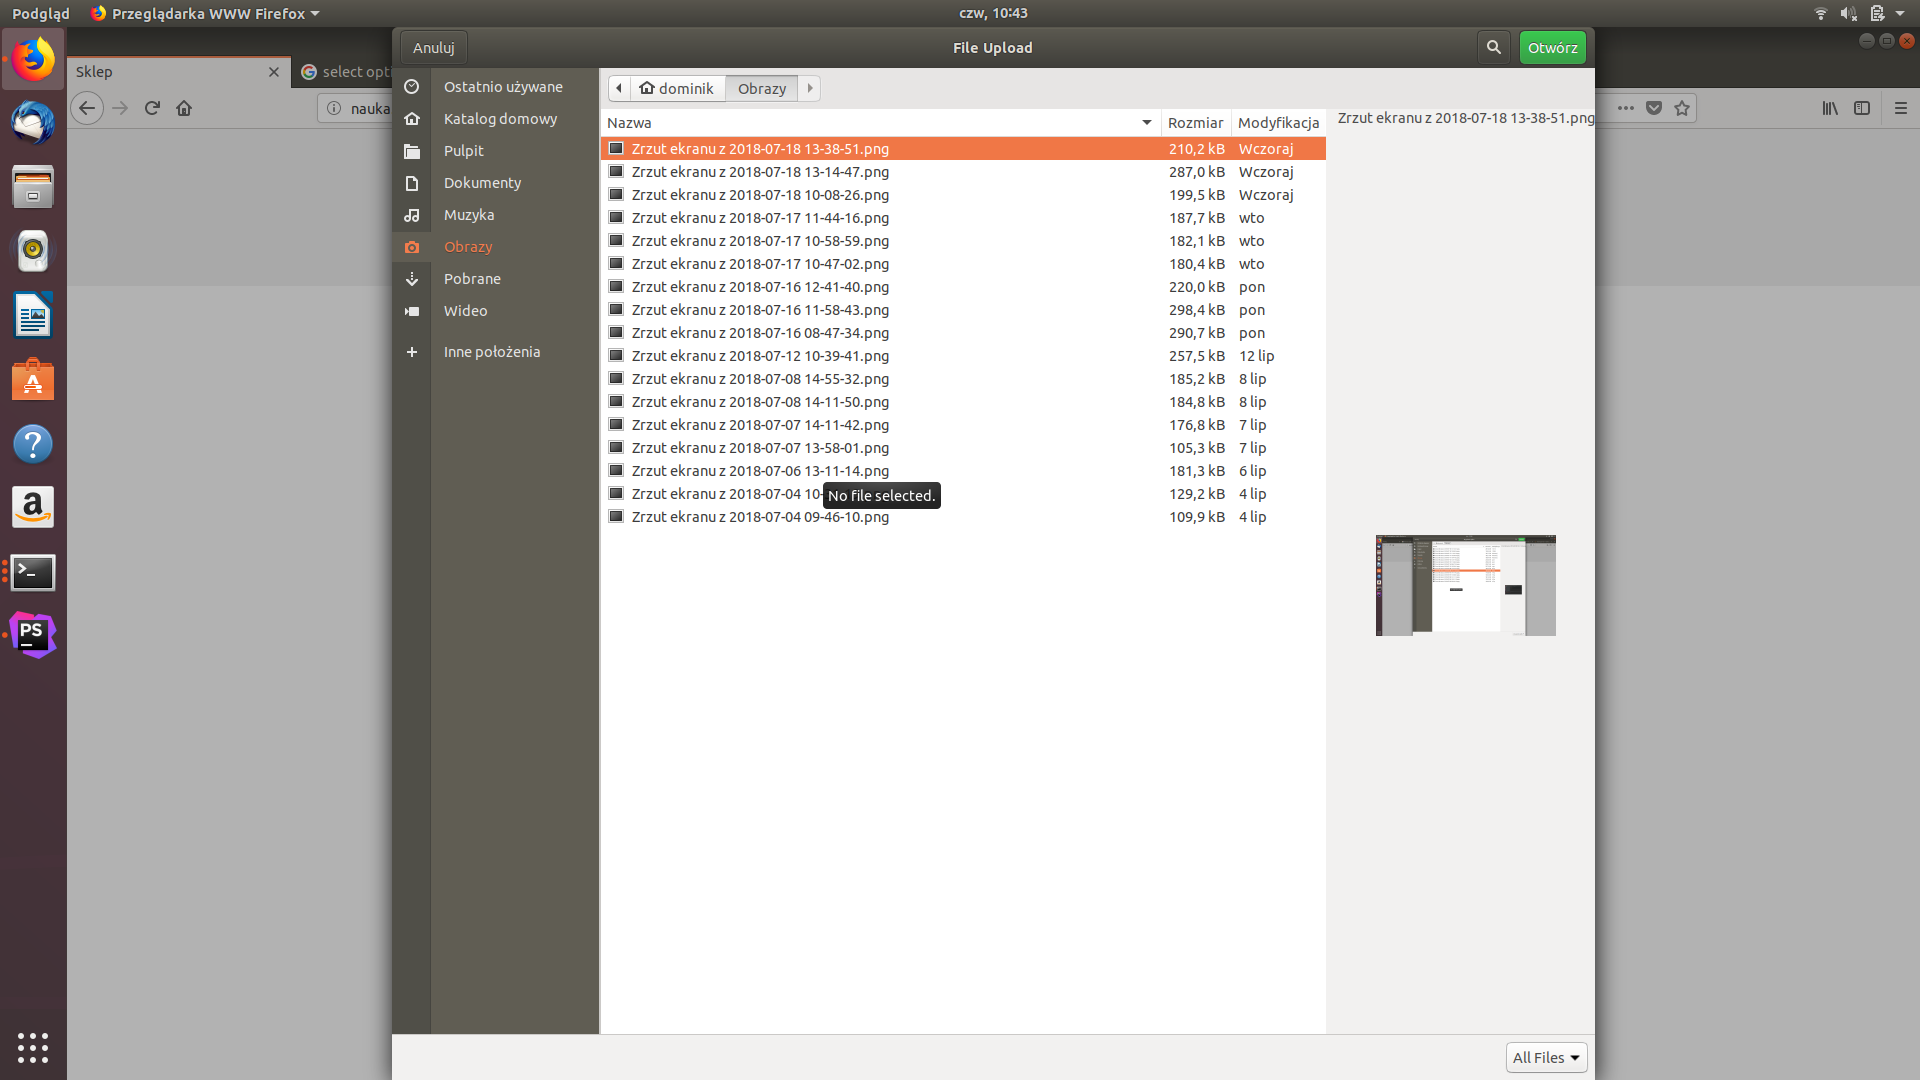 Podgląd Przeglądarka WWW Firefox czw, 10:43
Anuluj File Upload Otwórz
Sklep select opti
nauka
Ostatnio używane
Katalog domowy
Pulpit
Dokumenty
Muzyka
Obrazy
Pobrane
Wideo
Inne położenia
dominik Obrazy
Nazwa Rozmiar Modyfikacja
Zrzut ekranu z 2018-07-18 13-38-51.png 210,2 kB Wczoraj
Zrzut ekranu z 2018-07-18 13-14-47.png 287,0 kB Wczoraj
Zrzut ekranu z 2018-07-18 10-08-26.png 199,5 kB Wczoraj
Zrzut ekranu z 2018-07-17 11-44-16.png 187,7 kB wto
Zrzut ekranu z 2018-07-17 10-58-59.png 182,1 kB wto
Zrzut ekranu z 2018-07-17 10-47-02.png 180,4 kB wto
Zrzut ekranu z 2018-07-16 12-41-40.png 220,0 kB pon
Zrzut ekranu z 2018-07-16 11-58-43.png 298,4 kB pon
Zrzut ekranu z 2018-07-16 08-47-34.png 290,7 kB pon
Zrzut ekranu z 2018-07-12 10-39-41.png 257,5 kB 12 lip
Zrzut ekranu z 2018-07-08 14-55-32.png 185,2 kB 8 lip
Zrzut ekranu z 2018-07-08 14-11-50.png 184,8 kB 8 lip
Zrzut ekranu z 2018-07-07 14-11-42.png 176,8 kB 7 lip
Zrzut ekranu z 2018-07-07 13-58-01.png 105,3 kB 7 lip
Zrzut ekranu z 2018-07-06 13-11-14.png 181,3 kB 6 lip
Zrzut ekranu z 2018-07-04 10- 129,2 kB 4 lip
No file selected.
Zrzut ekranu z 2018-07-04 09-46-10.png 109,9 kB 4 lip
Zrzut ekranu z 2018-07-18 13-38-51.png
All Files
PS